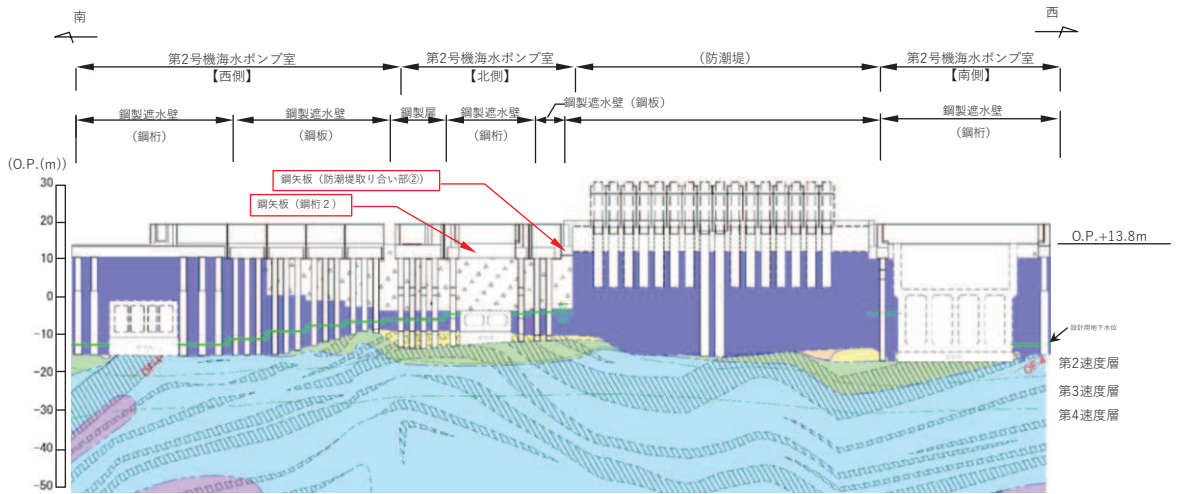 南
西
第2号機海水ポンプ室
【西側】
第2号機海水ポンプ室
【北側】
(防潮堤)
第2号機海水ポンプ室
【南側】
鋼製遮水壁
(鋼桁)
鋼製遮水壁
(鋼板)
鋼製扉
鋼製遮水壁
(鋼桁)
鋼製遮水壁（鋼板）
鋼製遮水壁
(鋼桁)
(O.P.(m))
鋼矢板（防潮堤取り合い部②）
鋼矢板（鋼桁２）
O.P.+13.8m
30
20
10
0
−10
−20
−30
−40
−50
設計用地下水位
第2速度層
第3速度層
第4速度層
OF-4